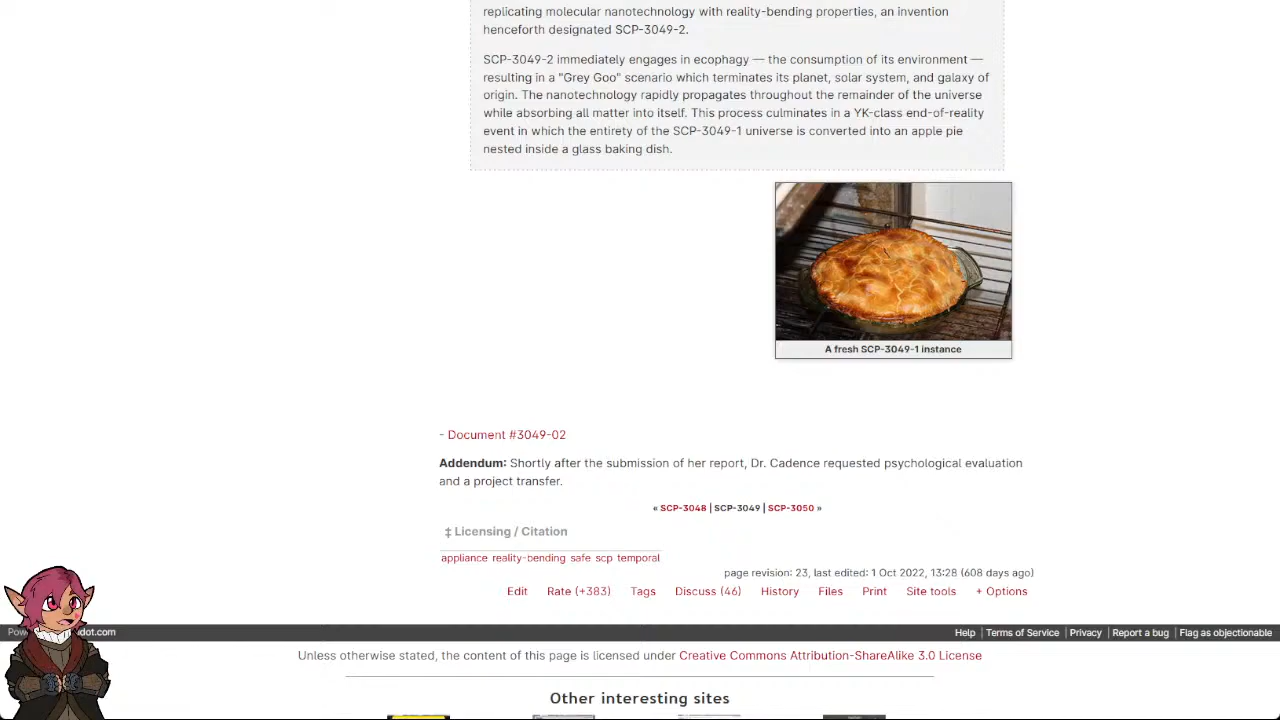 replicating molecular nanotechnology with reality-bending properties, an invention
henceforth designated SCP-3049-2.
SCP-3049-2 immediately engages in ecophagy — the consumption of its environment —
resulting in a "Grey Goo" scenario which terminates its planet, solar system, and galaxy of
origin. The nanotechnology rapidly propagates throughout the remainder of the universe
while absorbing all matter into itself. This process culminates in a YK-class end-of-reality
event in which the entirety of the SCP-3049-1 universe is converted into an apple pie
nested inside a glass baking dish.
A fresh SCP-3049-1 instance
- Document #3049-02
Addendum: Shortly after the submission of her report, Dr. Cadence requested psychological evaluation
and a project transfer.
« SCP-3048 | SCP-3049 | SCP-3050 »
‡ Licensing / Citation
appliance reality-bending safe scp temporal
page revision: 23, last edited: 1 Oct 2022, 13:28 (608 days ago)
Edit Rate (+383) Tags Discuss (46) History Files Print Site tools + Options
Help | Terms of Service | Privacy | Report a bug | Flag as objectionable
Unless otherwise stated, the content of this page is licensed under Creative Commons Attribution-ShareAlike 3.0 License
Other interesting sites